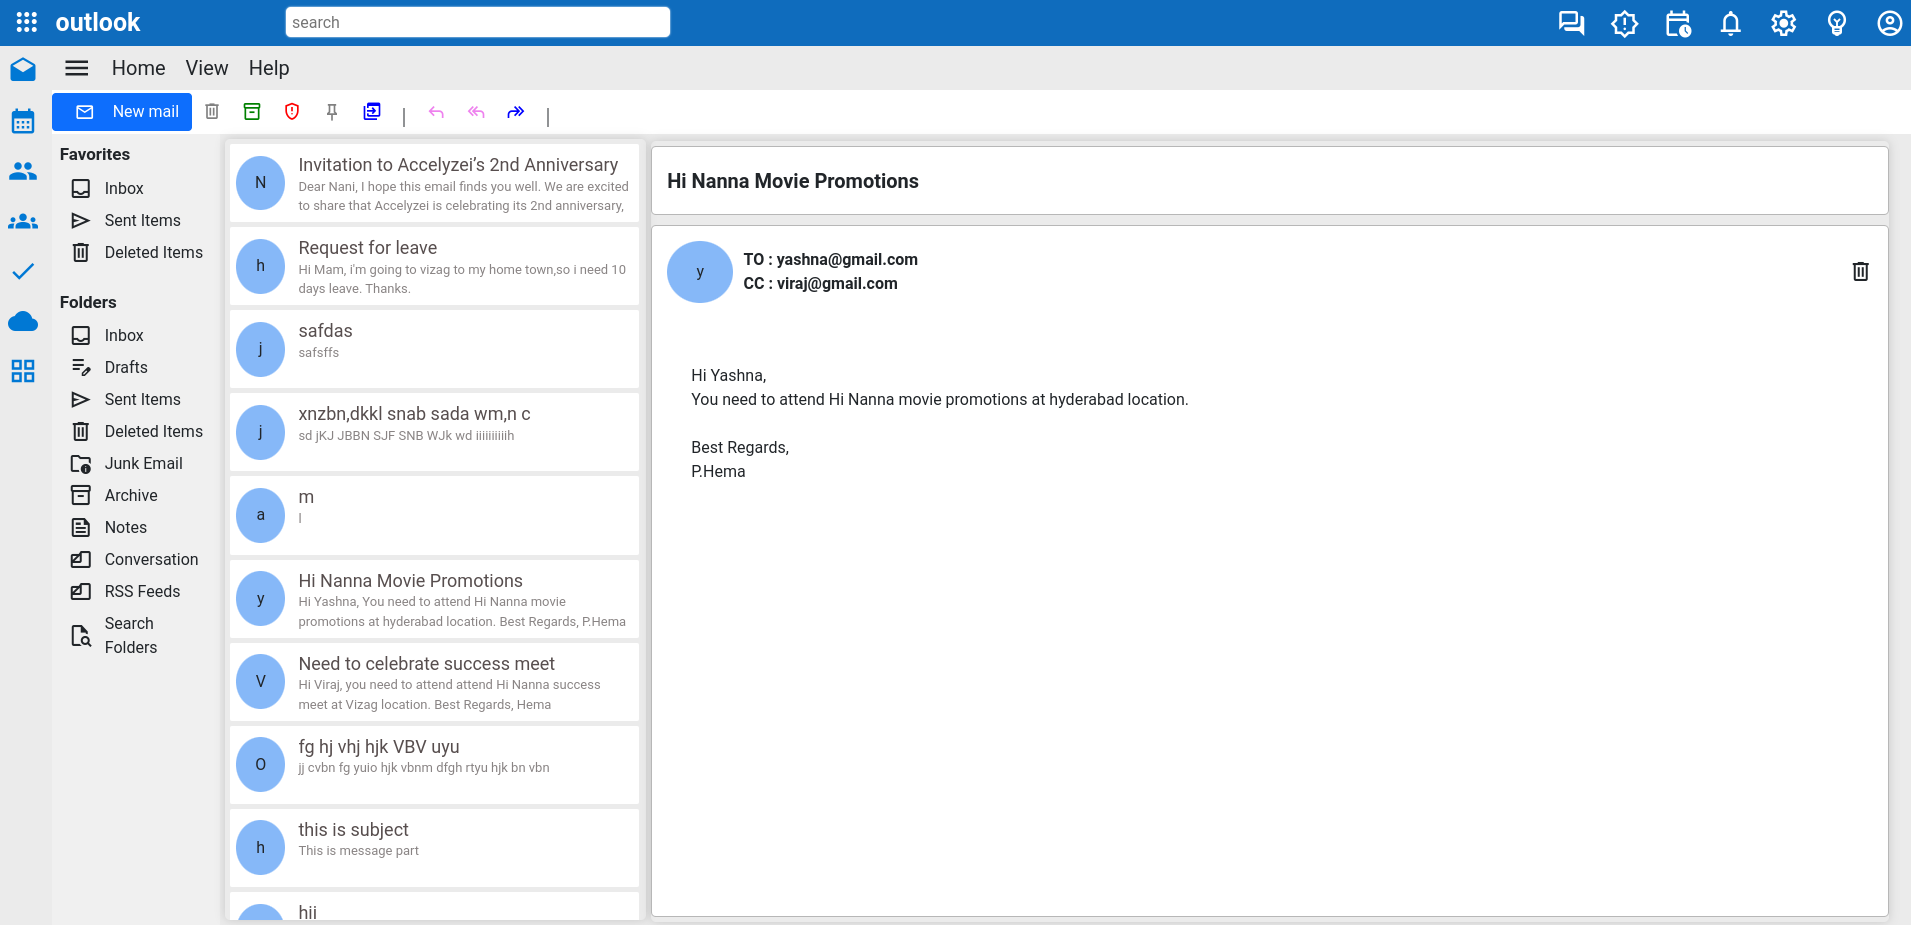 outlook
search
Home View Help
New mail
Favorites
Inbox
Sent Items
Deleted Items
Folders
Inbox
Drafts
Sent Items
Deleted Items
Junk Email
Archive
Notes
Conversation
RSS Feeds
Search
Folders
N
Invitation to Accelyzei's 2nd Anniversary
Dear Nani, I hope this email finds you well. We are excited
to share that Accelyzei is celebrating its 2nd anniversary,
h
Request for leave
Hi Mam, i'm going to vizag to my home town,so i need 10
days leave. Thanks.
j
safdas
safsffs
j
xnzbn,dkkl snab sada wm,n c
sd jKJ JBBN SJF SNB WJk wd iiiiiiiiiih
a
m
l
y
Hi Nanna Movie Promotions
Hi Yashna, You need to attend Hi Nanna movie
promotions at hyderabad location. Best Regards, P.Hema
V
Need to celebrate success meet
Hi Viraj, you need to attend attend Hi Nanna success
meet at Vizag location. Best Regards, Hema
O
fg hj vhj hjk VBV uyu
jj cvbn fg yuio hjk vbnm dfgh rtyu hjk bn vbn
h
this is subject
This is message part
hii
Hi Nanna Movie Promotions
y
TO : yashna@gmail.com
CC : viraj@gmail.com
Hi Yashna,
You need to attend Hi Nanna movie promotions at hyderabad location.
Best Regards,
P.Hema